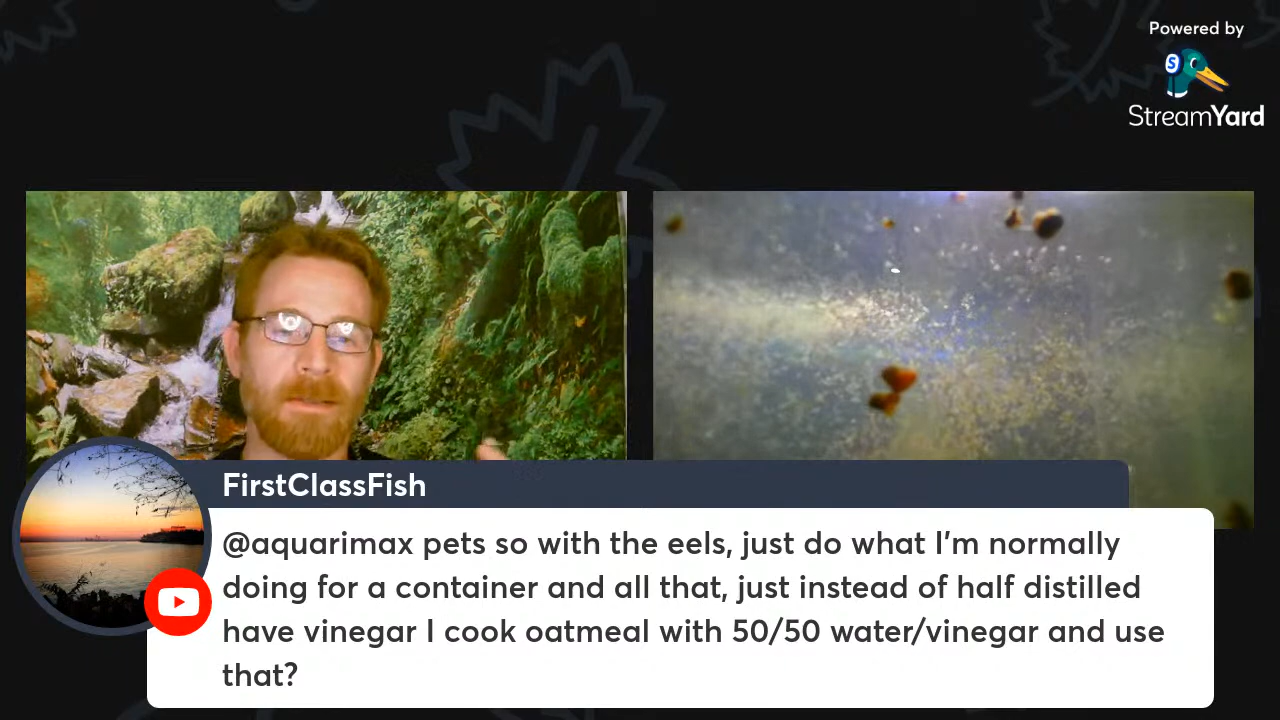 Powered by
StreamYard
FirstClassFish
@aquarimax pets so with the eels, just do what I'm normally
doing for a container and all that, just instead of half distilled
have vinegar I cook oatmeal with 50/50 water/vinegar and use
that?